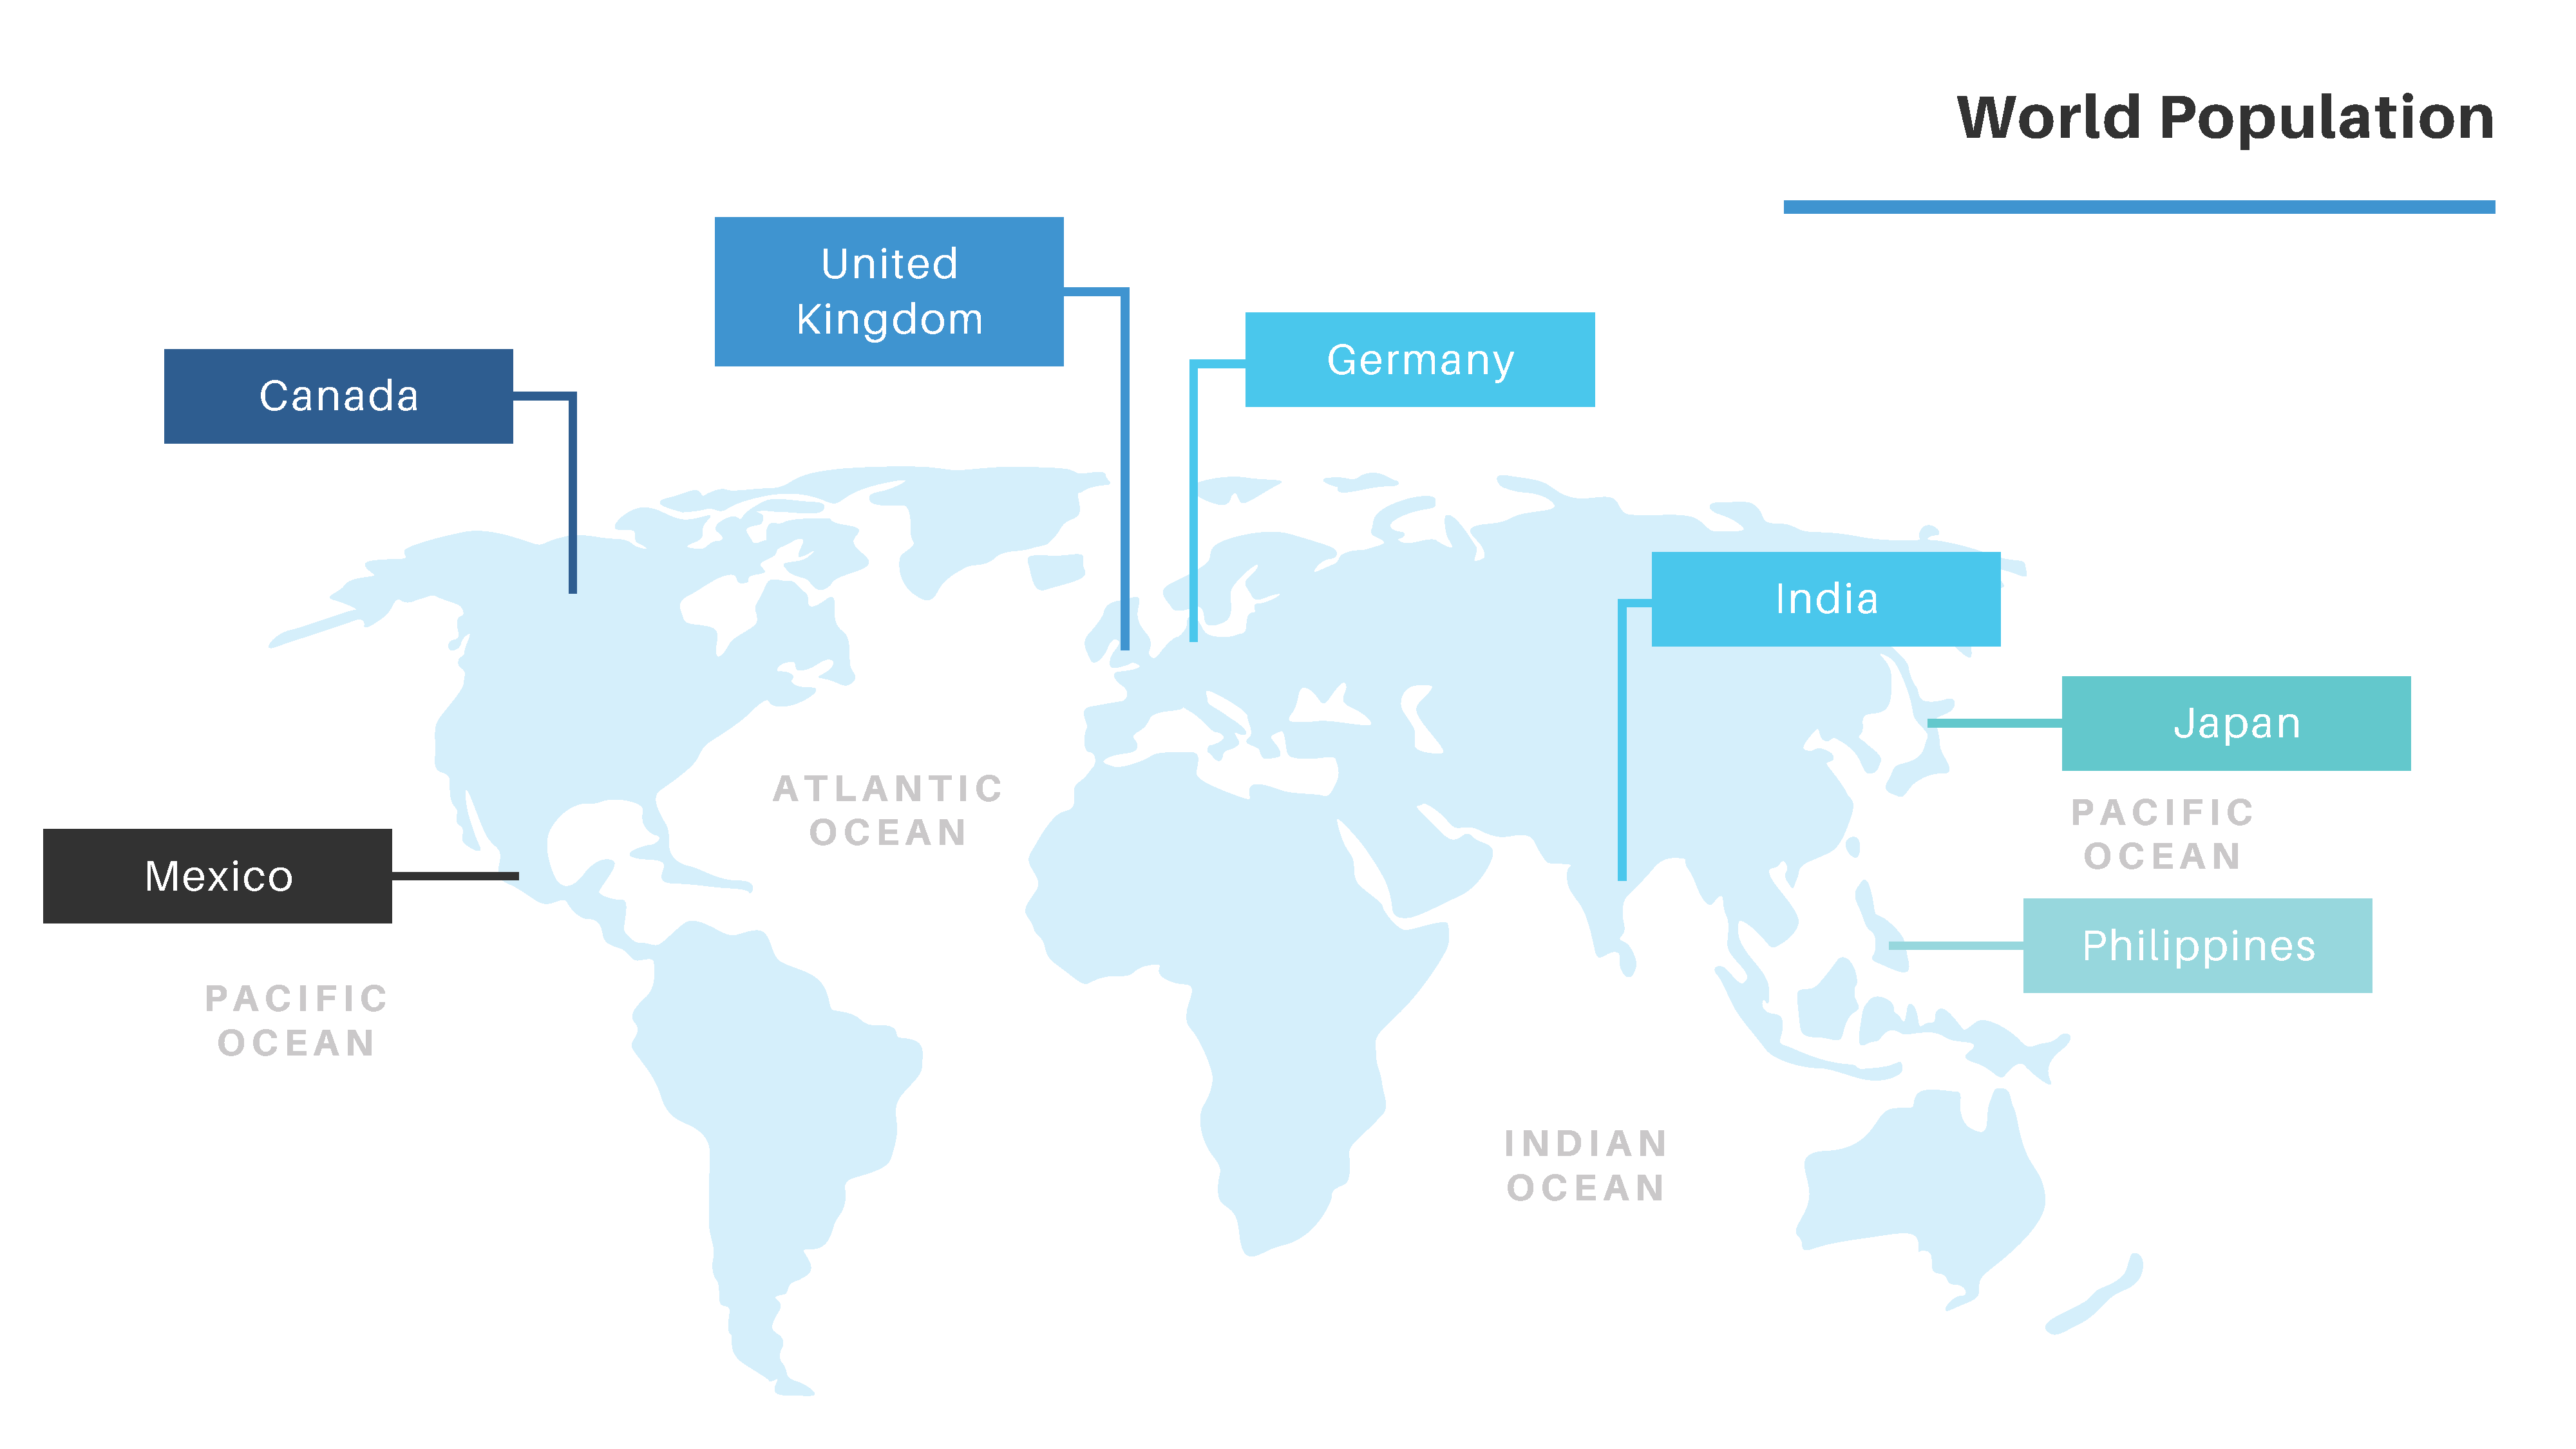 World Population
United
Kingdom
Germany
Canada
India
Japan
ATLANTIC
OCEAN
PACIFIC
OCEAN
Mexico
Philippines
PACIFIC
OCEAN
INDIAN
OCEAN